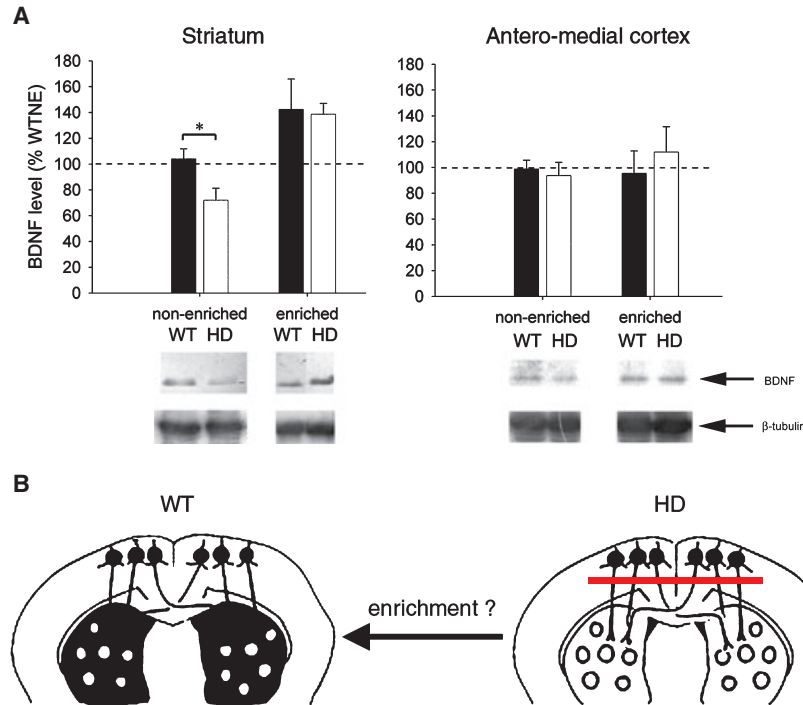 A
Striatum
BDNF level (% WTNE)
180
160
140
120
100
80
60
40
20
0
*
non-enriched enriched
WT HD WT HD
Antero-medial cortex
180
160
140
120
100
80
60
40
20
0
non-enriched enriched
WT HD WT HD
BDNF
β-tubulin
B
WT
HD
enrichment ?